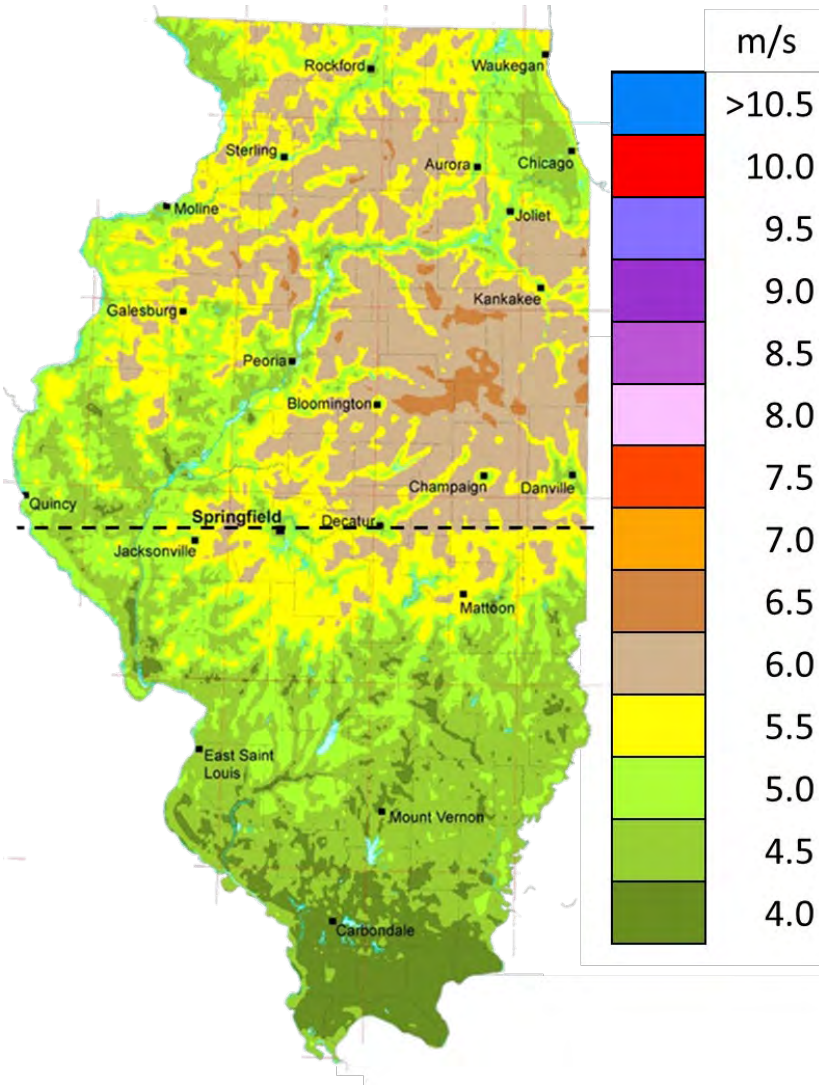 m/s
>10.5
10.0
9.5
9.0
8.5
8.0
7.5
7.0
6.5
6.0
5.5
5.0
4.5
4.0
Rockford
Waukegan
Sterling
Aurora
Chicago
Moline
Joliet
Galesburg
Kankakee
Peoria
Bloomington
Champaign
Danville
Quincy
Springfield
Decatur
Jacksonville
Mattoon
East Saint
Louis
Mount Vernon
Carbondale